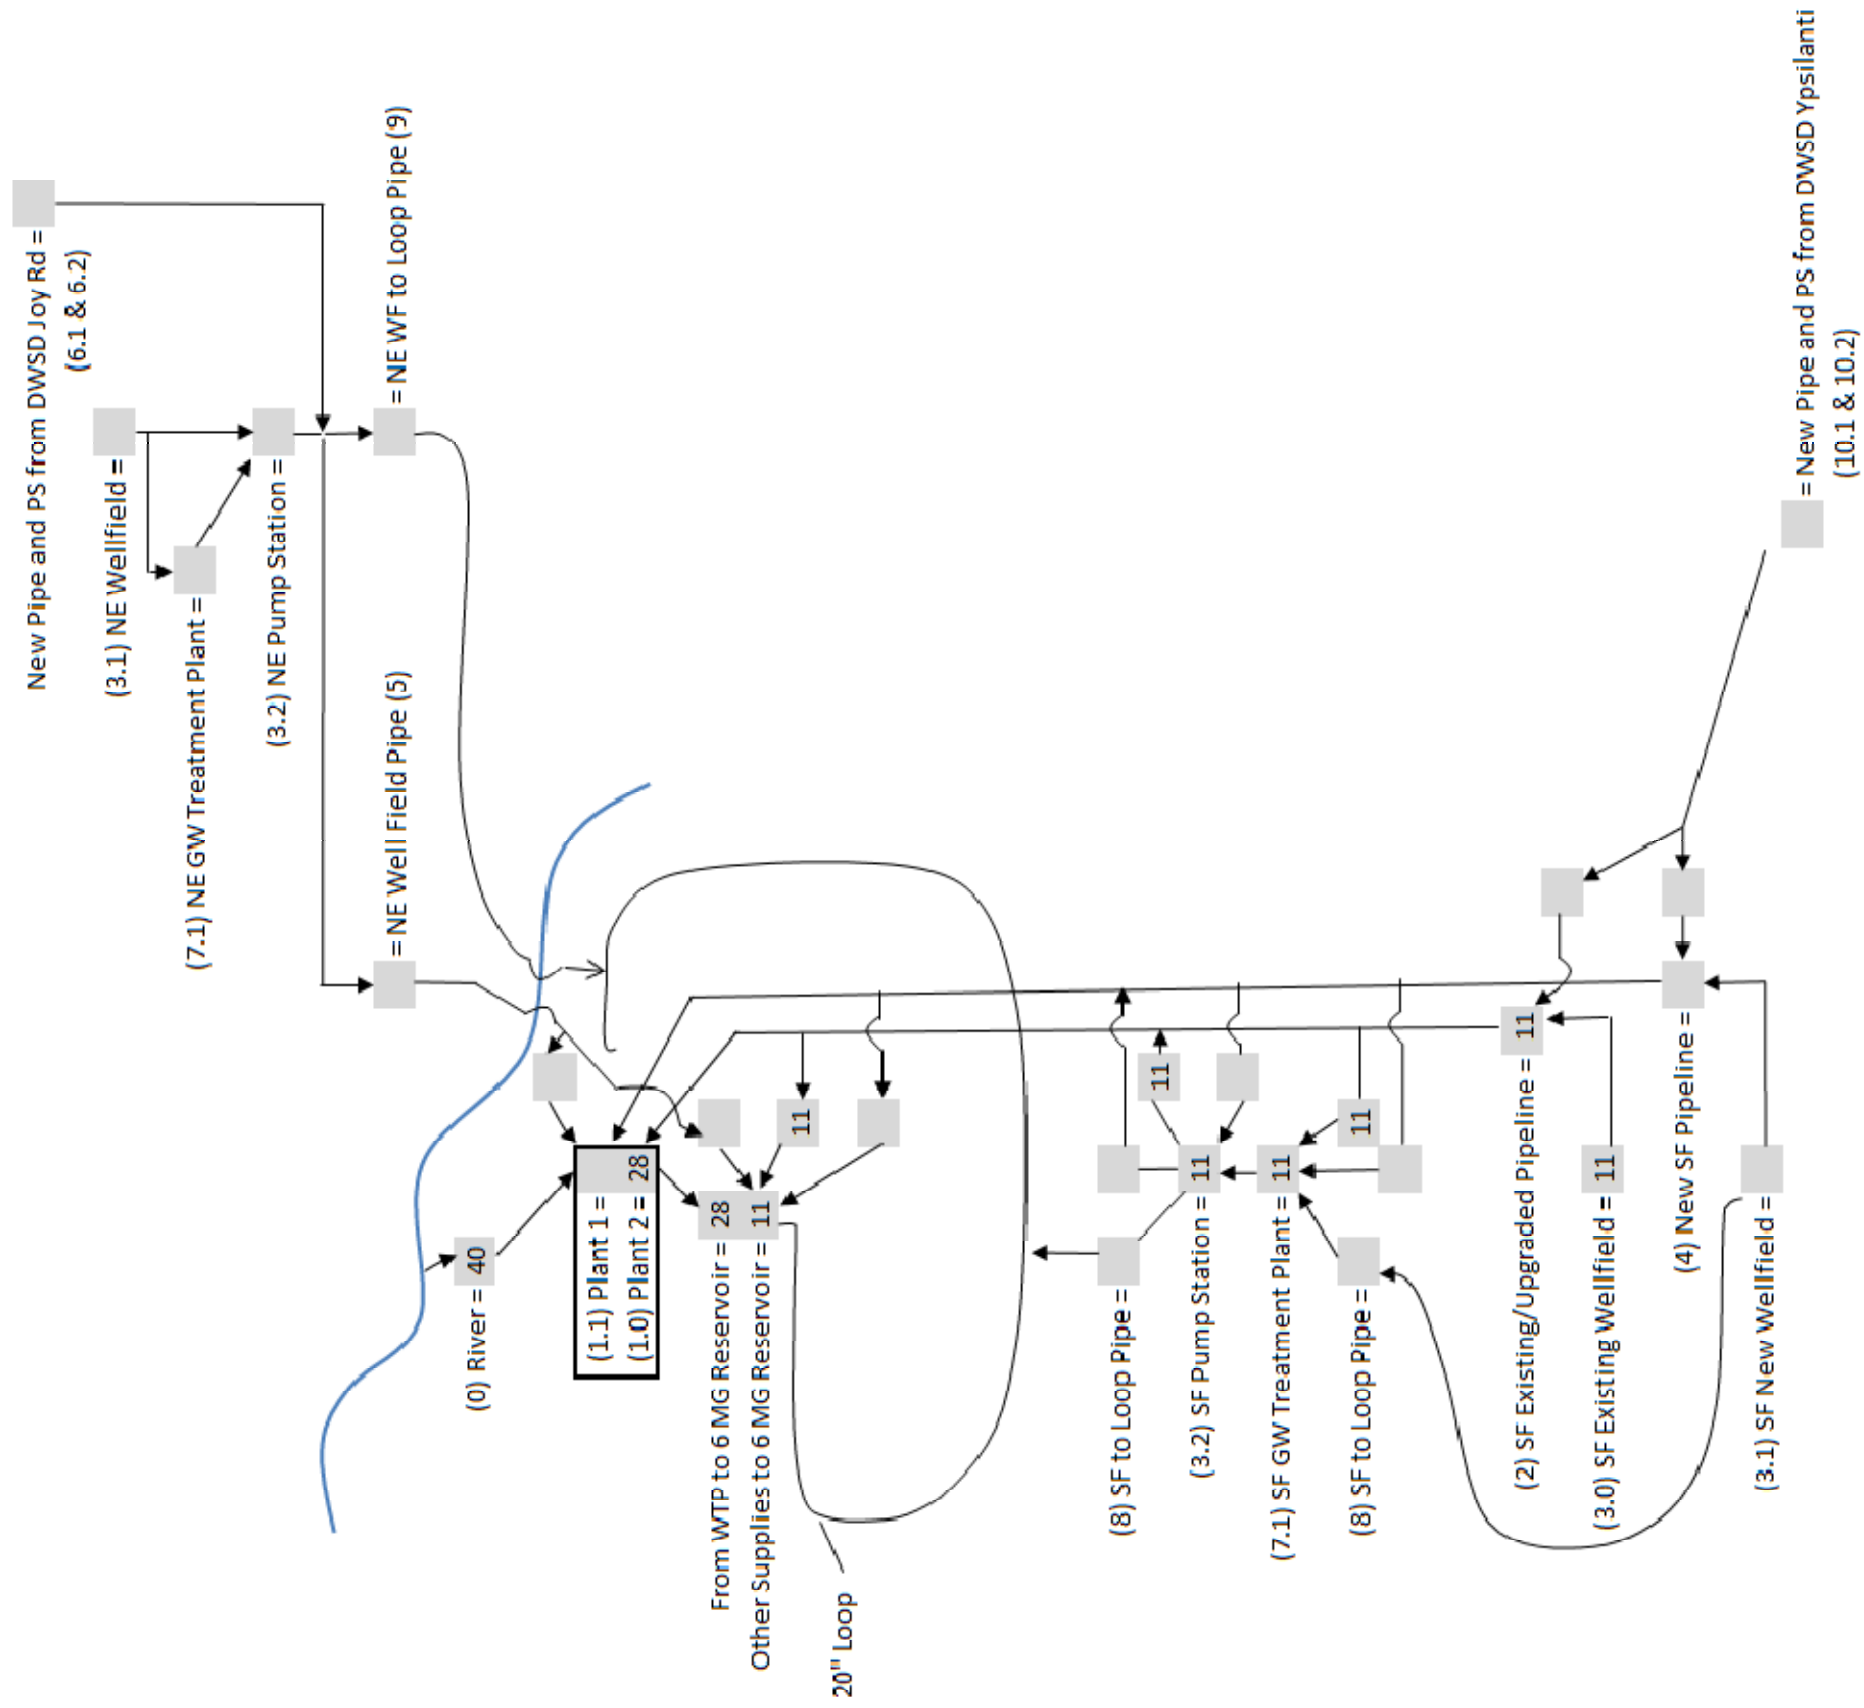 New Pipe and PS from DWSD Joy Rd =
(6.1 & 6.2)
(3.1) NE Wellfield =
(7.1) NE GW Treatment Plant =
(3.2) NE Pump Station =
= NE WF to Loop Pipe (9)
= NE Well Field Pipe (5)
(0) River = 40
(1.1) Plant 1 =
(1.0) Plant 2 = 28
From WTP to 6 MG Reservoir = 28
Other Supplies to 6 MG Reservoir = 11
11
20" Loop
(8) SF to Loop Pipe =
11
(3.2) SF Pump Station = 11
(7.1) SF GW Treatment Plant = 11
11
(8) SF to Loop Pipe =
(2) SF Existing/Upgraded Pipeline = 11
(3.0) SF Existing Wellfield = 11
(4) New SF Pipeline =
(3.1) SF New Wellfield =
= New Pipe and PS from DWSD Ypsilanti
(10.1 & 10.2)